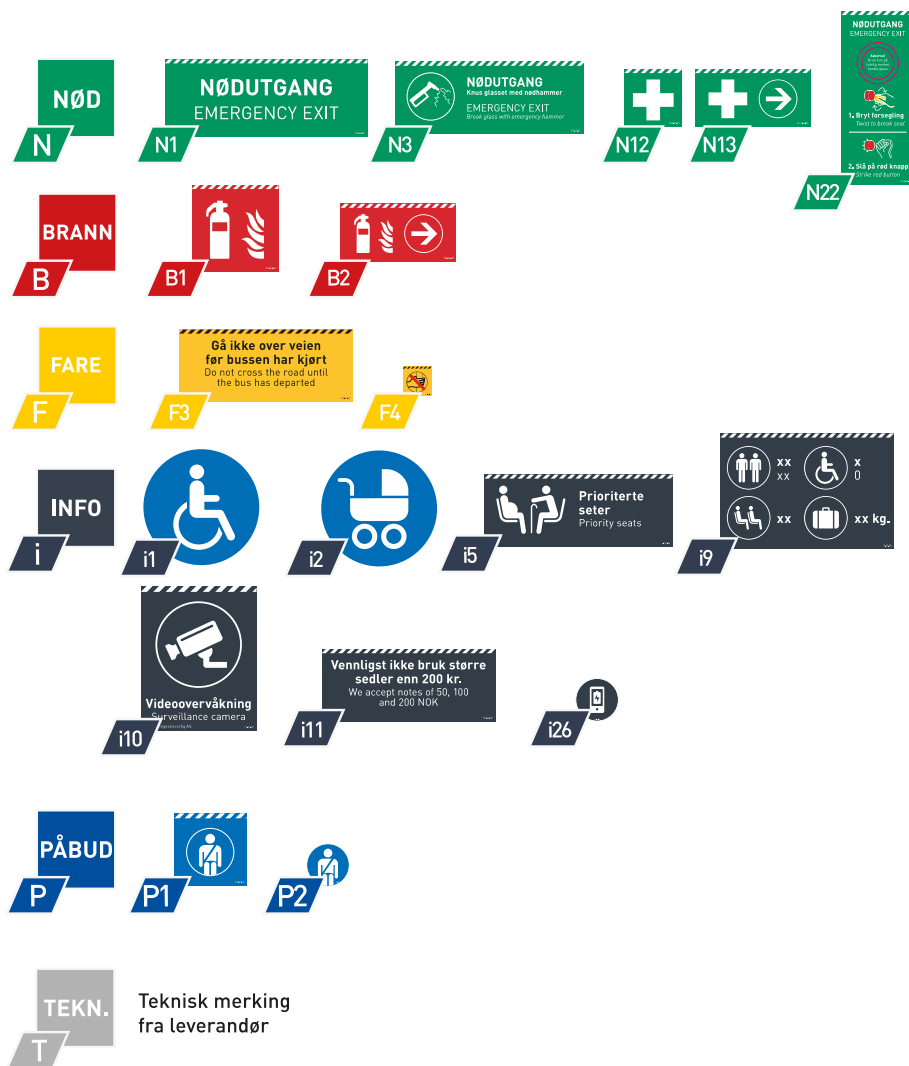 NØD
N
NØDUTGANG
EMERGENCY EXIT
N1
NØDUTGANG
Knus glasset med nødhammer
EMERGENCY EXIT
Break glass with emergency hammer
N3
N12
N13
NØDUTGANG
EMERGENCY EXIT
1. Bryt forsegling
Twist to break seal
2. Slå på rød knapp
Strike red button
N22
BRANN
B
B1
B2
FARE
F
Gå ikke over veien
før bussen har kjørt
Do not cross the road until
the bus has departed
F3
F4
INFO
i
i1
i2
Prioriterte
seter
Priority seats
i5
xx
xx
x
0
xx
xx kg.
i9
Videoovervåkning
Surveillance camera
i10
Vennligst ikke bruk større
sedler enn 200 kr.
We accept notes of 50, 100
and 200 NOK
i11
i26
PÅBUD
P
P1
P2
TEKN.
T
Teknisk merking
fra leverandør